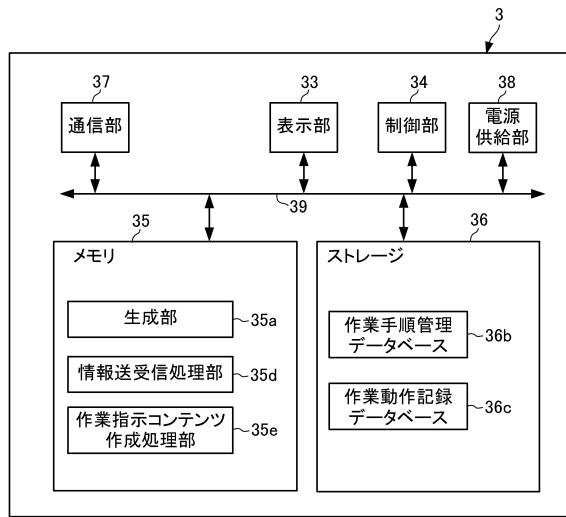 3
37
33
34
38
通信部
表示部
制御部
電源
供給部
39
35
36
メモリ
ストレージ
生成部
35a
情報送受信処理部
35d
作業指示コンテンツ
作成処理部
35e
作業手順管理
データベース
36b
作業動作記録
データベース
36c